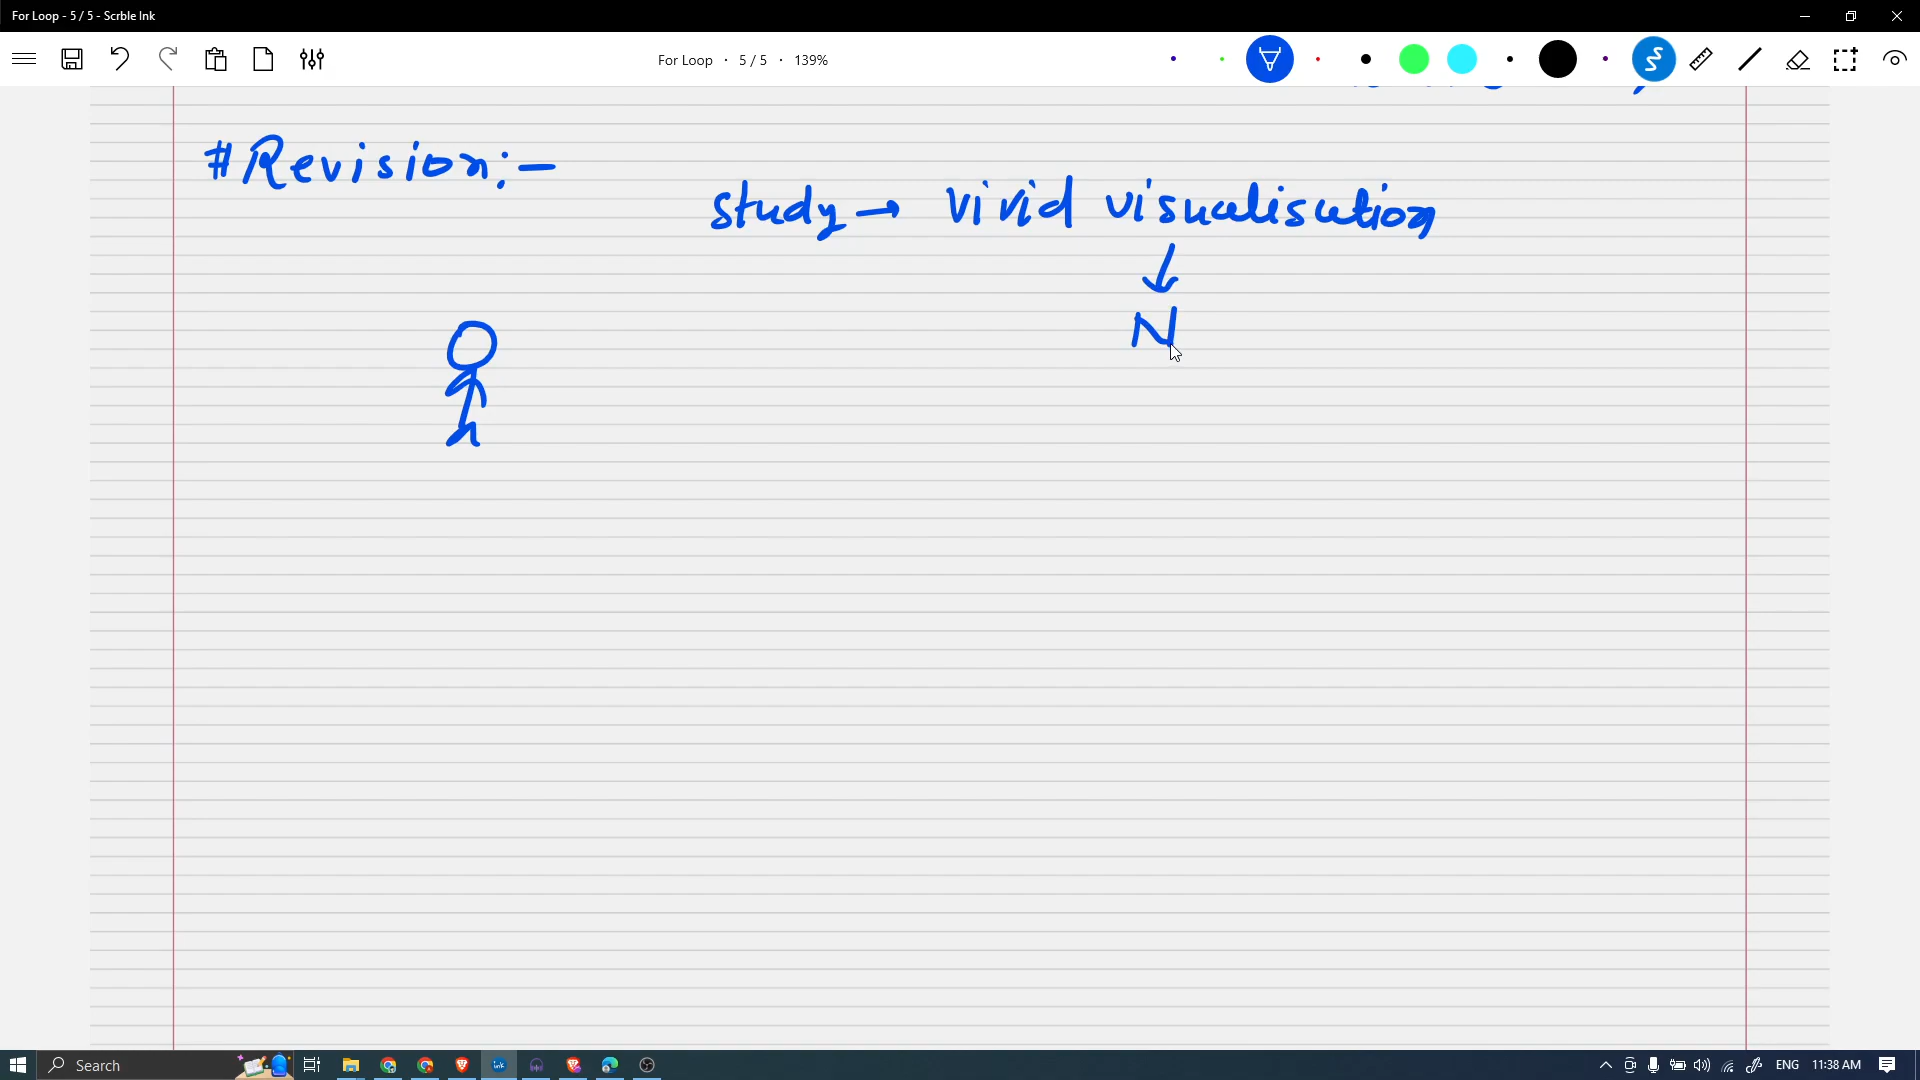 For Loop - 5 / 5 - Scrble Ink
For Loop · 5 / 5 · 139%
#Revision:-
study → vivid visualisation
↓
N
Search
ENG 11:38 AM